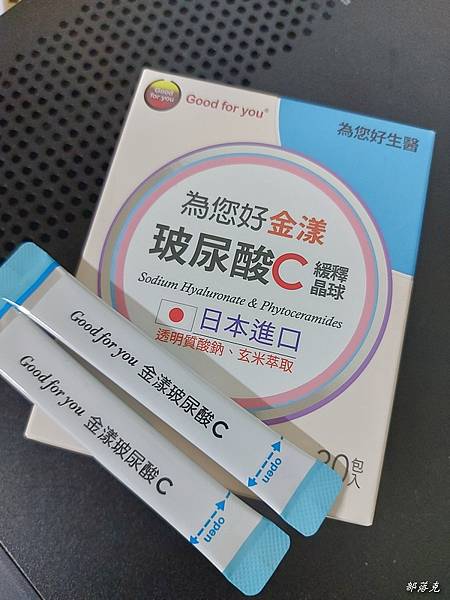 Good for you
Good for you®
為您好生醫
為您好金漾
玻尿酸C緩釋晶球
Sodium Hyaluronate & Phytoceramides
日本進口
透明質酸鈉、玄米萃取
30包入
Good for you 金漾玻尿酸C
open
Good for you 金漾玻尿酸C
open
部落克